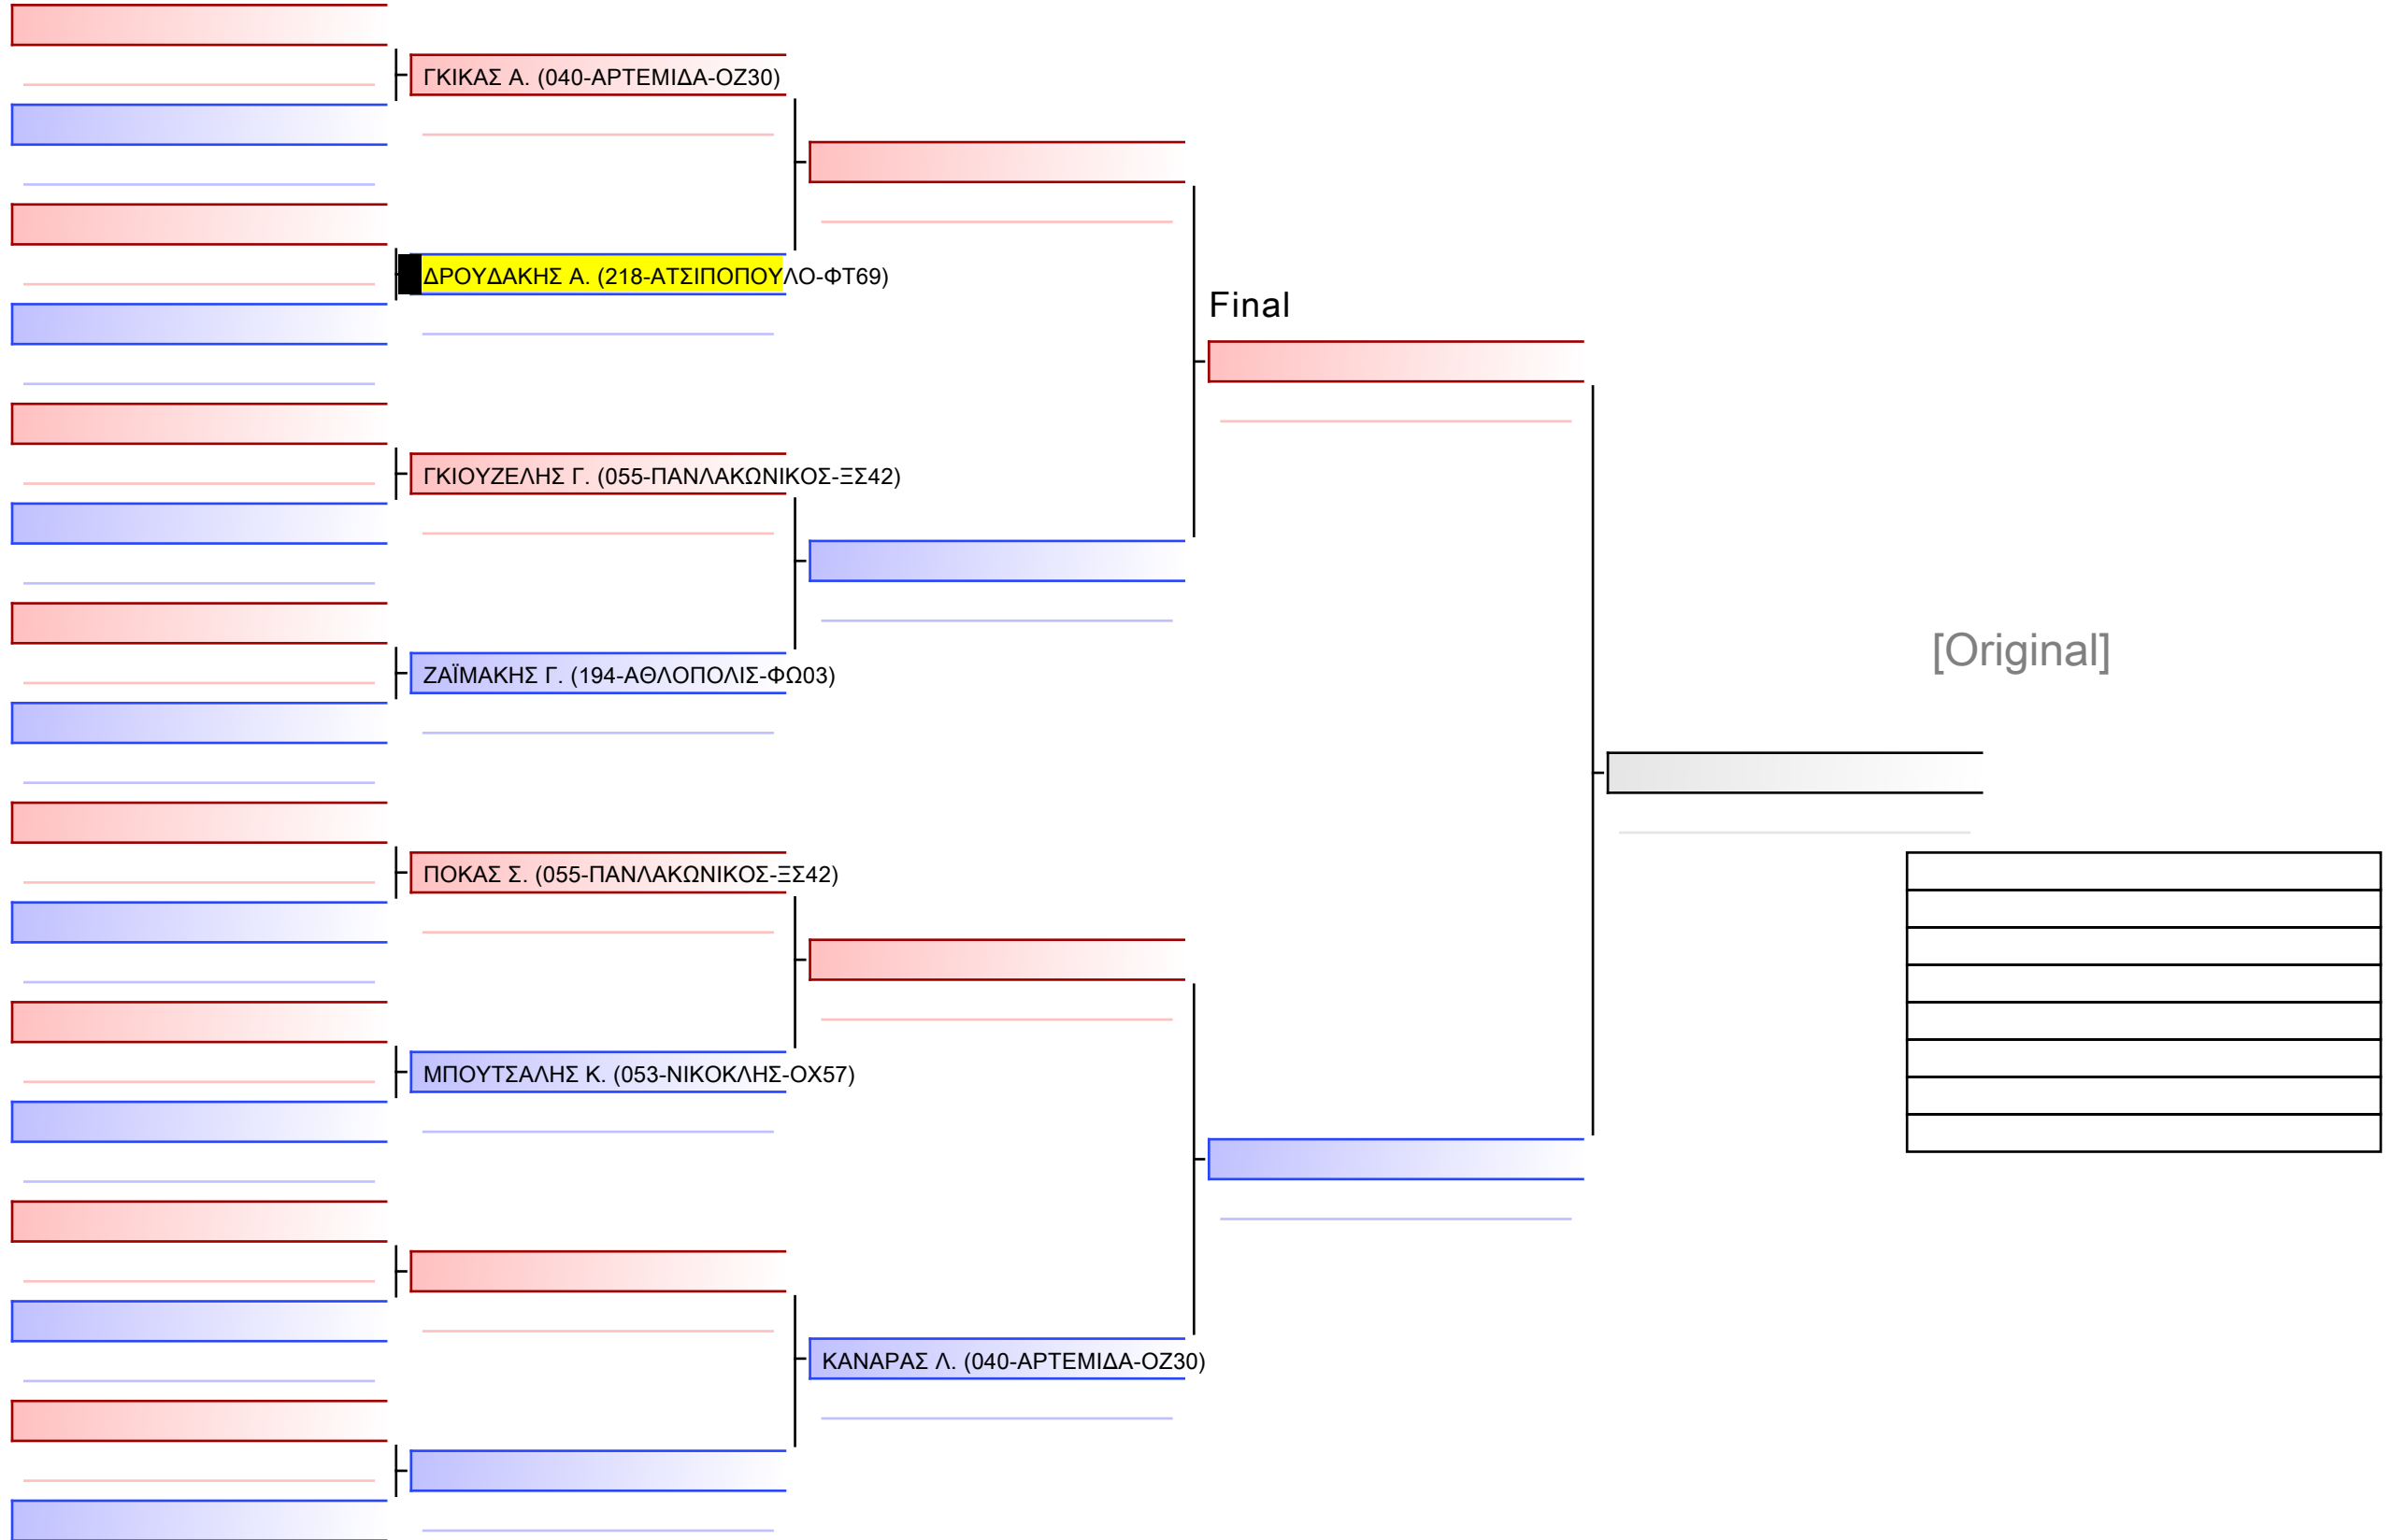 ΓΚΙΚΑΣ Α. (040-ΑΡΤΕΜΙΔΑ-ΟΖ30)
ΔΡΟΥΔΑΚΗΣ Α. (218-ΑΤΣΙΠΟΠΟΥΛΟ-ΦΤ69)
Final
ΓΚΙΟΥΖΕΛΗΣ Γ. (055-ΠΑΝΛΑΚΩΝΙΚΟΣ-ΞΣ42)
[Original]
ΖΑΪΜΑΚΗΣ Γ. (194-ΑΘΛΟΠΟΛΙΣ-ΦΩ03)
ΠΟΚΑΣ Σ. (055-ΠΑΝΛΑΚΩΝΙΚΟΣ-ΞΣ42)
ΜΠΟΥΤΣΑΛΗΣ Κ. (053-ΝΙΚΟΚΛΗΣ-ΟΧ57)
ΚΑΝΑΡΑΣ Λ. (040-ΑΡΤΕΜΙΔΑ-ΟΖ30)